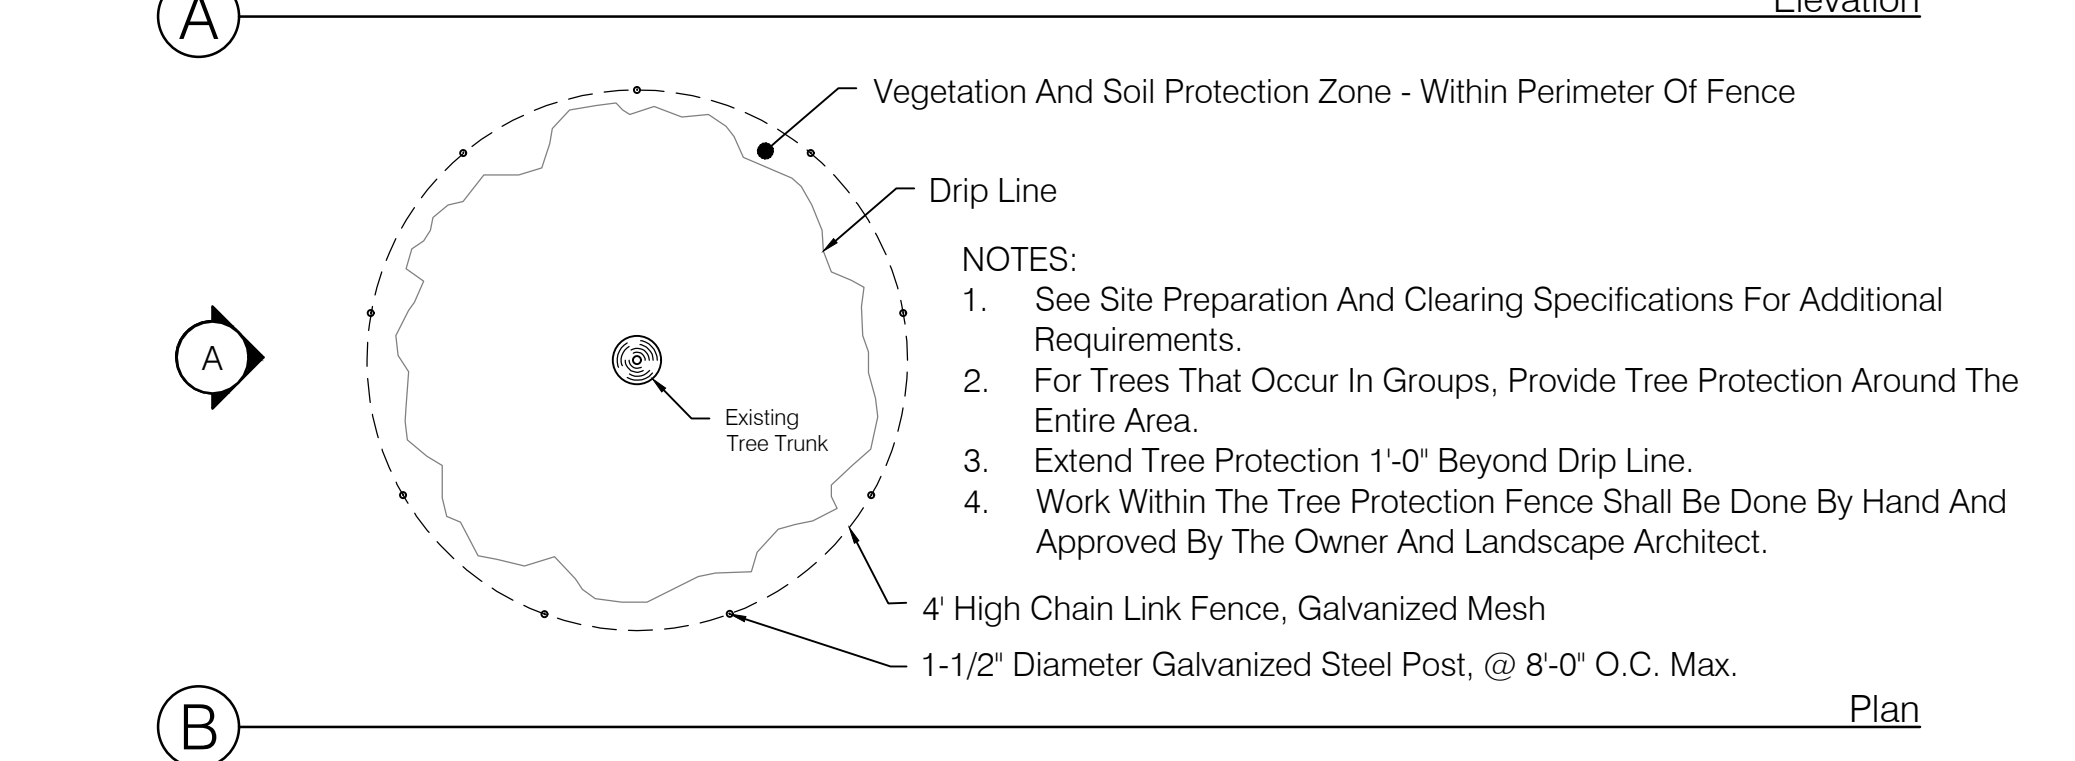 A
Elevation
Vegetation And Soil Protection Zone - Within Perimeter Of Fence
Drip Line
NOTES:
1. See Site Preparation And Clearing Specifications For Additional
Requirements.
2. For Trees That Occur In Groups, Provide Tree Protection Around The
Entire Area.
3. Extend Tree Protection 1'-0" Beyond Drip Line.
4. Work Within The Tree Protection Fence Shall Be Done By Hand And
Approved By The Owner And Landscape Architect.
A
Existing
Tree Trunk
4' High Chain Link Fence, Galvanized Mesh
1-1/2" Diameter Galvanized Steel Post, @ 8'-0" O.C. Max.
B
Plan